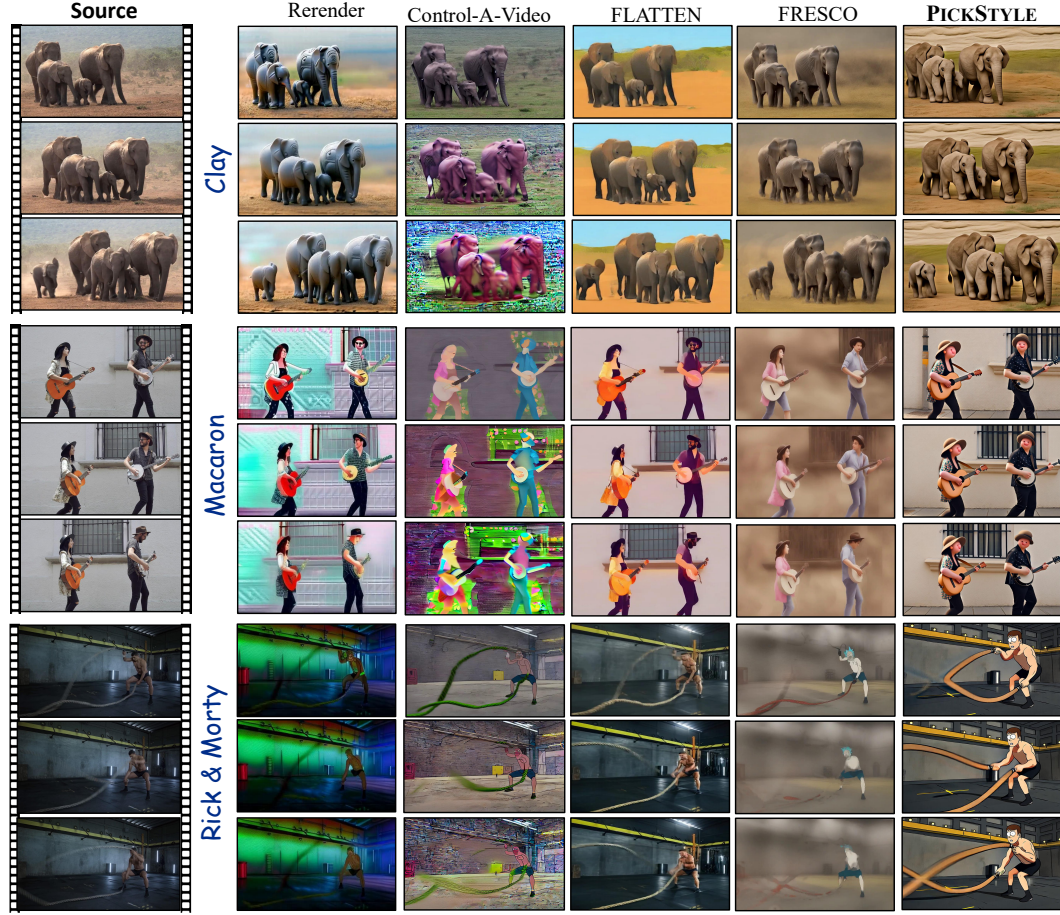 Source
Rerender
Control-A-Video
FLATTEN
FRESCO
PICKSTYLE
Clay
Macaron
Rick & Morty